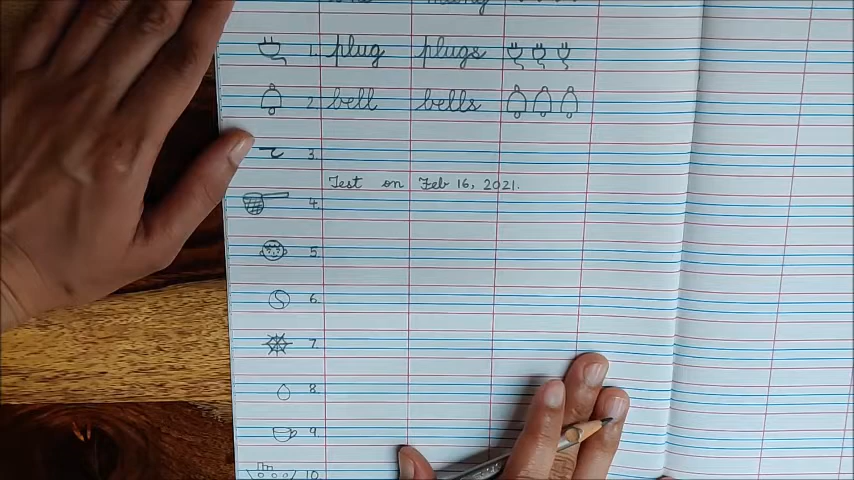 1. plug plugs
2. bell bells
3.
Test on Feb 16, 2021.
4.
5.
6.
7.
8.
9.
10